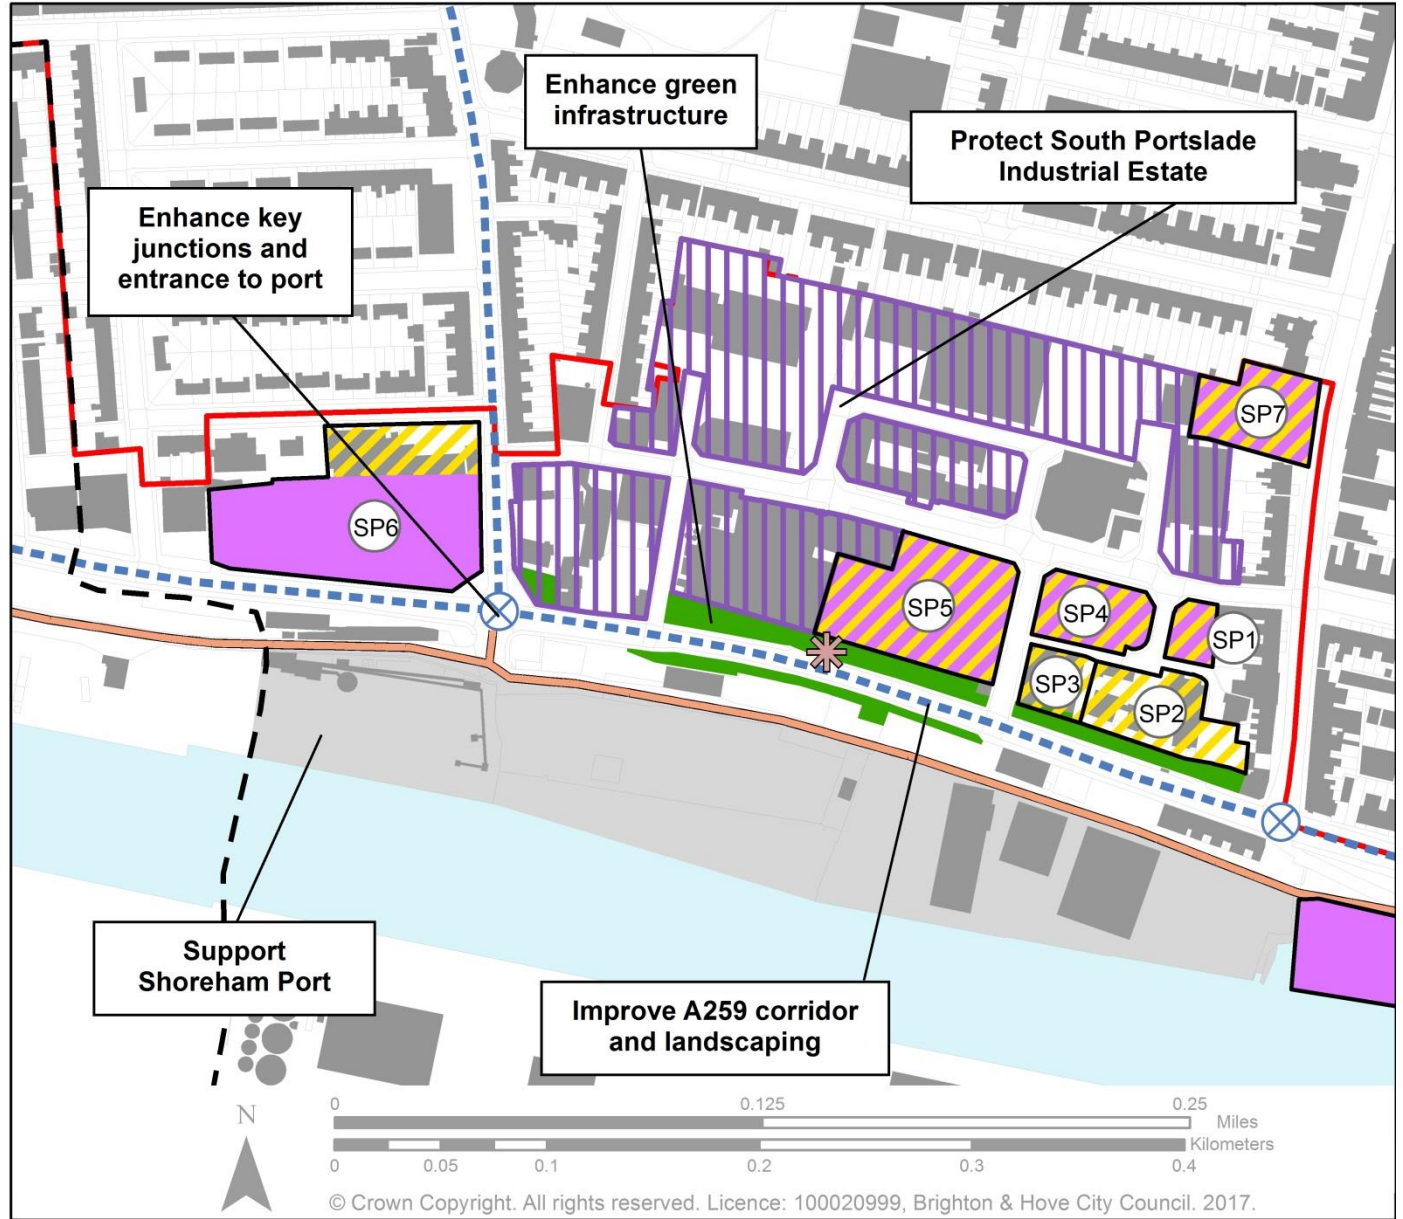 Enhance green
infrastructure
Protect South Portslade
Industrial Estate
Enhance key
junctions and
entrance to port
SP7
SP6
SP5
SP4
SP1
SP3
SP2
Support
Shoreham Port
Improve A259 corridor
and landscaping
N
0 0.125 0.25
Miles
Kilometers
0 0.05 0.1 0.2 0.3 0.4
© Crown Copyright. All rights reserved. Licence: 100020999, Brighton & Hove City Council. 2017.